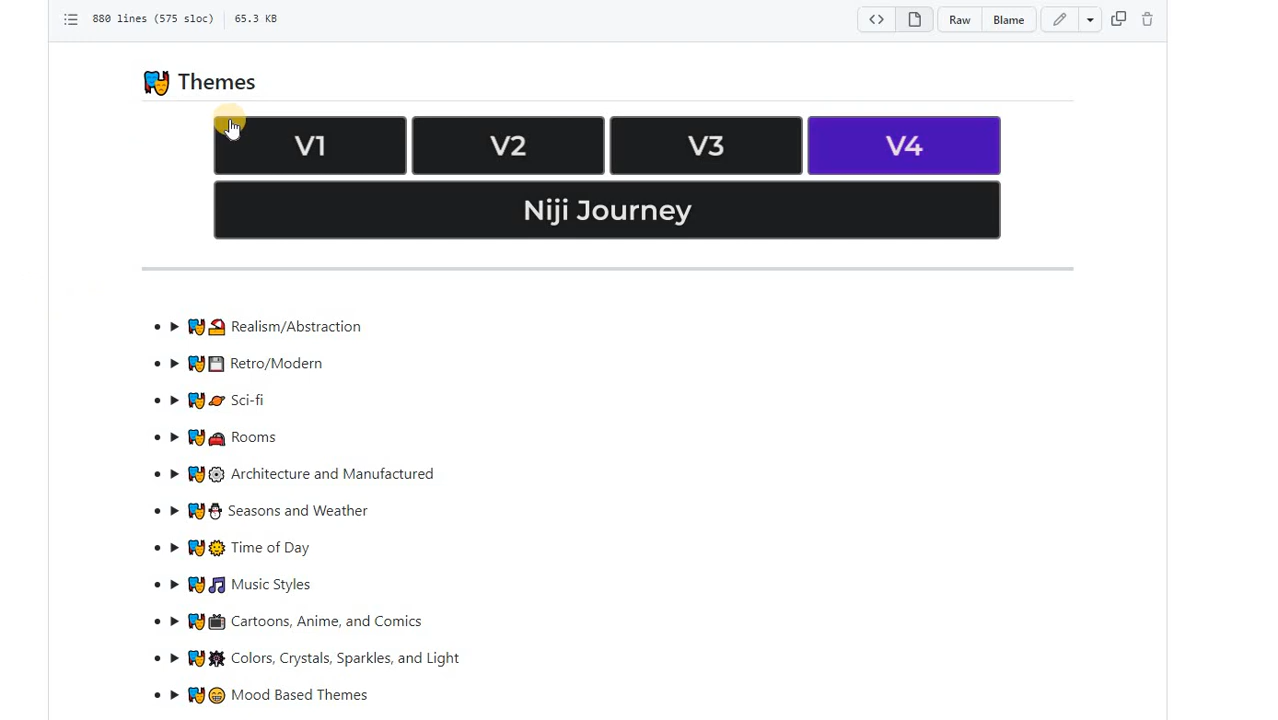 880 lines (575 sloc) 65.3 KB Raw Blame
Themes
V1 V2 V3 V4
Niji Journey
Realism/Abstraction
Retro/Modern
Sci-fi
Rooms
Architecture and Manufactured
Seasons and Weather
Time of Day
Music Styles
Cartoons, Anime, and Comics
Colors, Crystals, Sparkles, and Light
Mood Based Themes